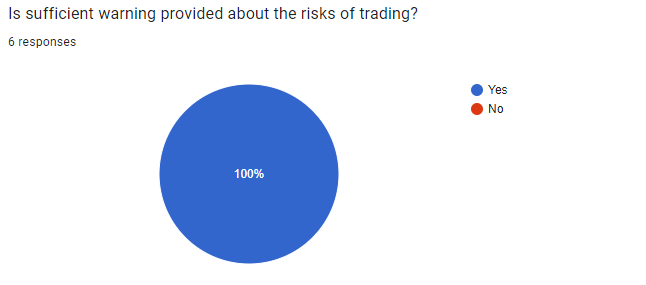 Is sufficient warning provided about the risks of trading?
6 responses
Yes
No
100%